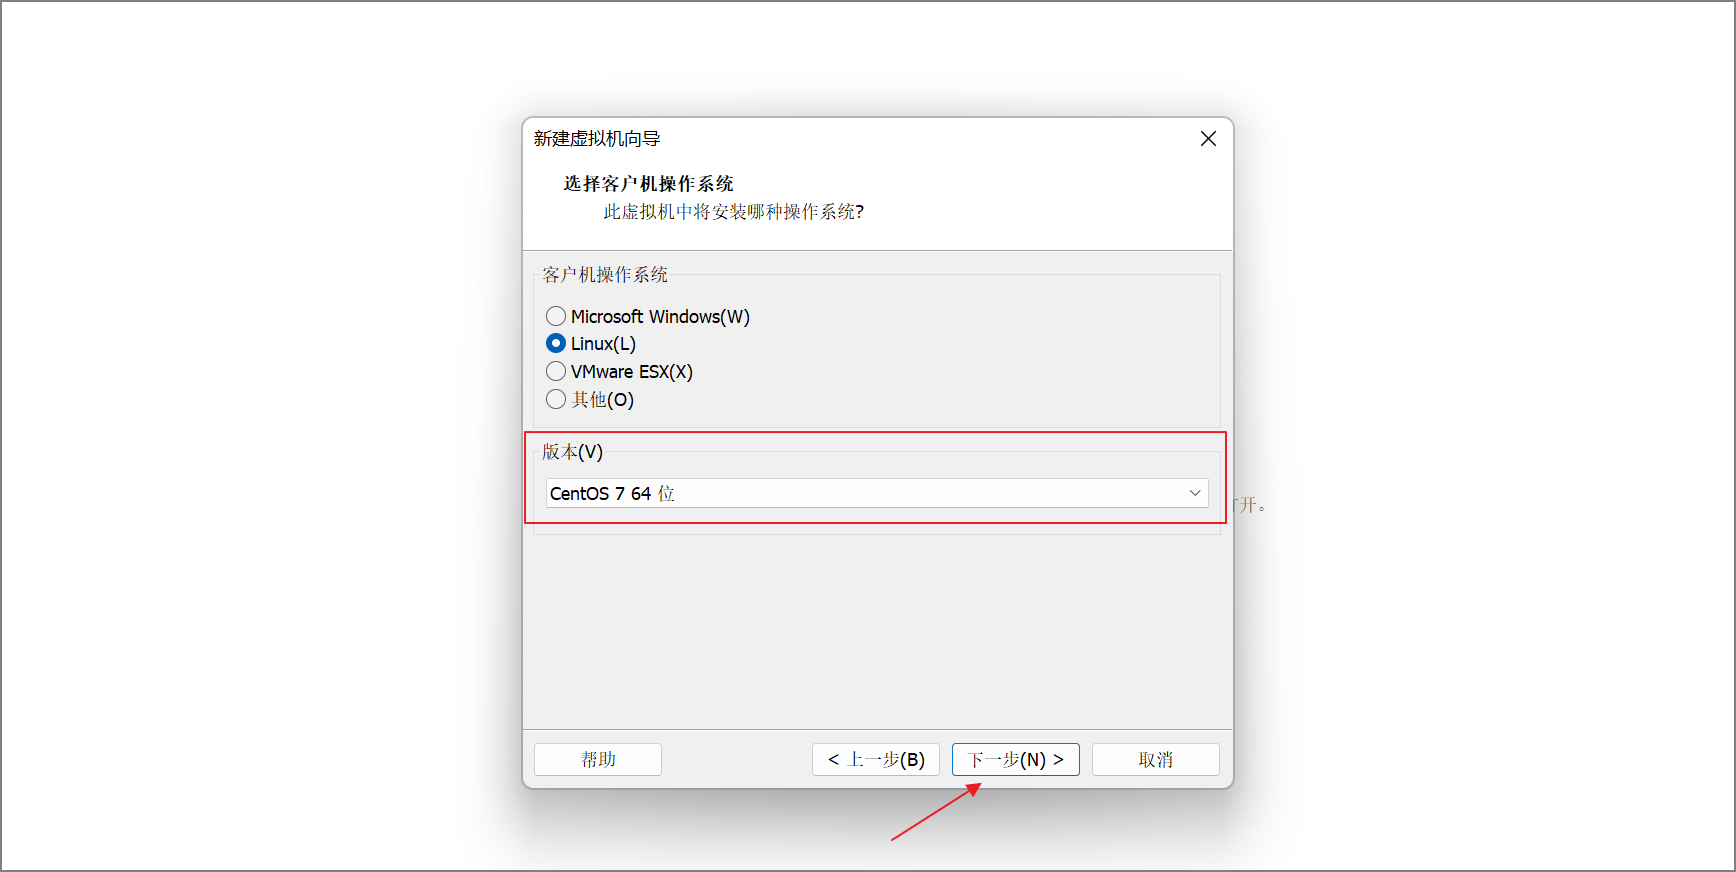 新建虚拟机向导
选择客户机操作系统
此虚拟机中将安装哪种操作系统?
客户机操作系统
Microsoft Windows(W)
Linux(L)
VMware ESX(X)
其他(O)
版本(V)
CentOS 7 64 位
开。
帮助
< 上一步(B)
下一步(N) >
取消